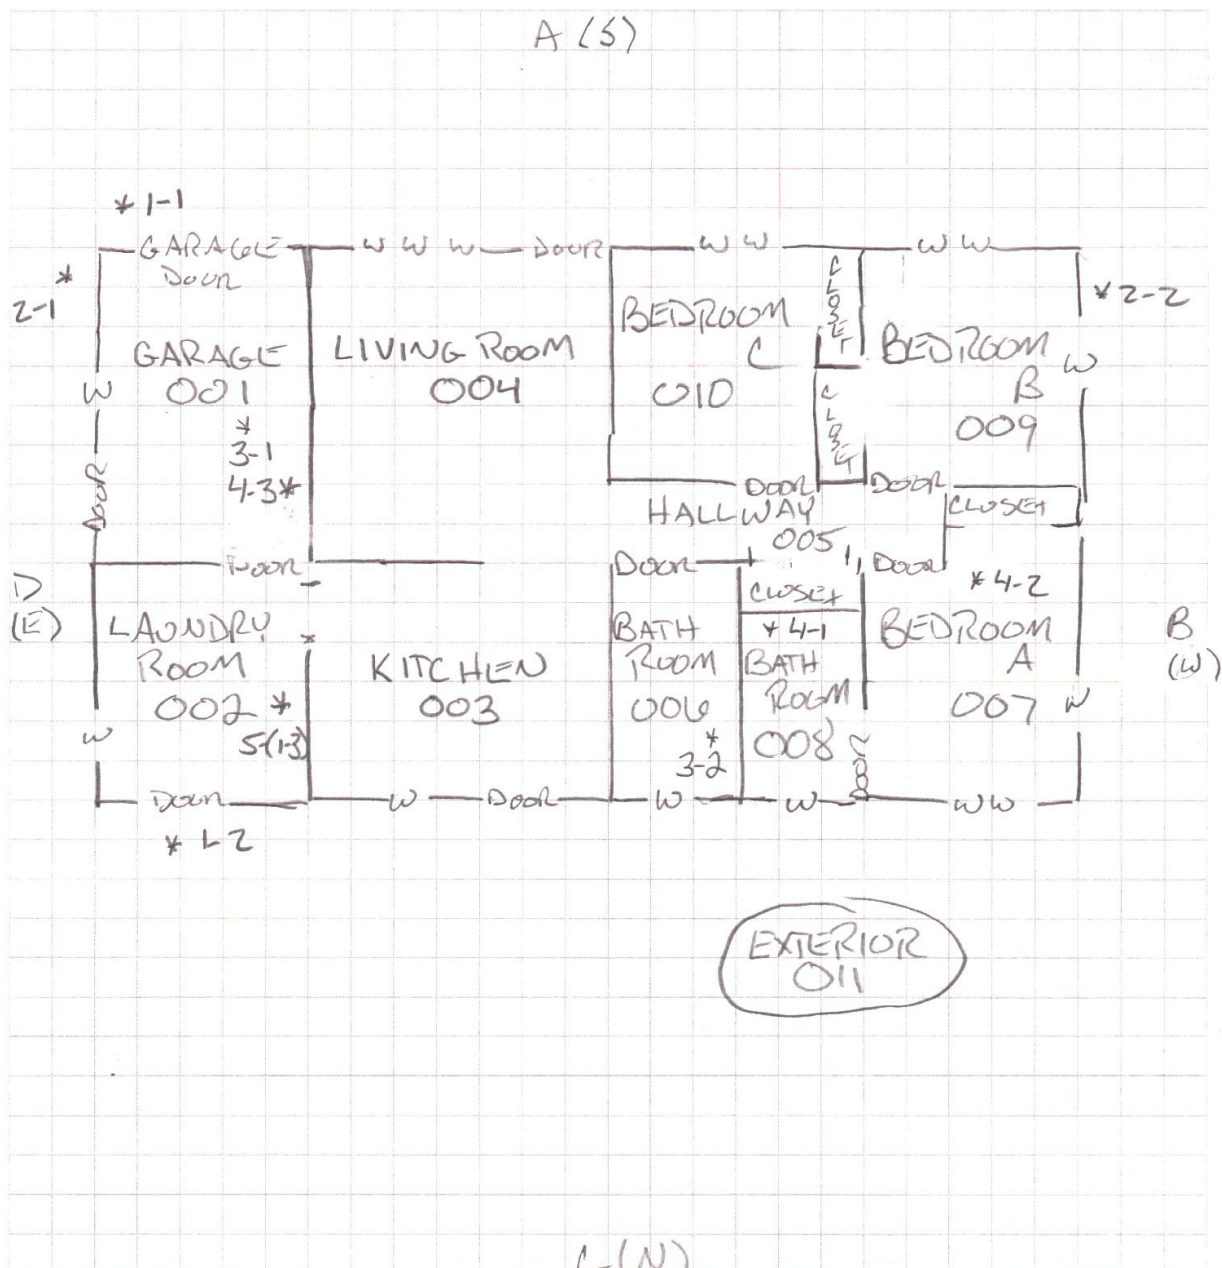 A (S)
* 1-1
GARAGE W W W DOOR W W W W
DOOR
*
2-1
CLOSET
* 2-2
BEDROOM
C
GARAGE
001
LIVING ROOM
004
BEDROOM
B
W
W
010
CLOSET
009
*
3-1
4-3 *
DOOR
DOOR
DOOR
CLOSET
HALLWAY
005
DOOR
DOOR
DOOR
D
(E)
CLOSET
* 4-2
LAUNDRY
ROOM
002 *
5-(1-3)
*
KITCHEN
003
BATH
ROOM
006
*
3-2
* 4-1
BATH
ROOM
008
BEDROOM
A
007
B
(W)
W
W
DOOR
DOOR
W
DOOR
W
W
W W
* 1-2
EXTERIOR
011
C (N)